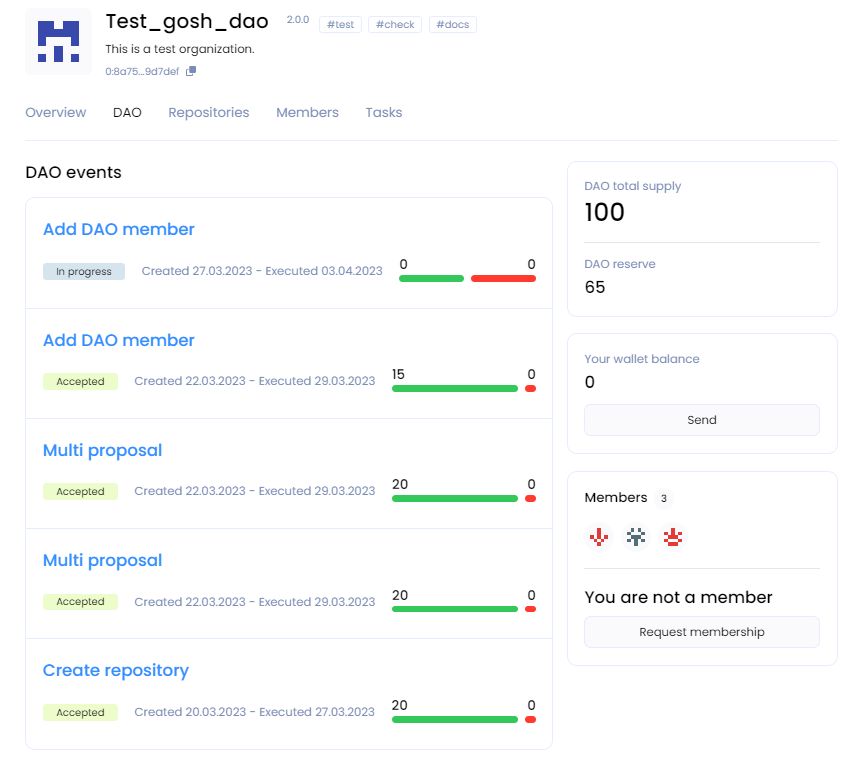 Test_gosh_dao 2.0.0 #test #check #docs
This is a test organization.
0:8a75...9d7def
Overview DAO Repositories Members Tasks
DAO events
Add DAO member
In progress Created 27.03.2023 - Executed 03.04.2023 0 0
Add DAO member
Accepted Created 22.03.2023 - Executed 29.03.2023 15 0
Multi proposal
Accepted Created 22.03.2023 - Executed 29.03.2023 20 0
Multi proposal
Accepted Created 22.03.2023 - Executed 29.03.2023 20 0
Create repository
Accepted Created 20.03.2023 - Executed 27.03.2023 20 0
DAO total supply
100
DAO reserve
65
Your wallet balance
0
Send
Members 3
You are not a member
Request membership